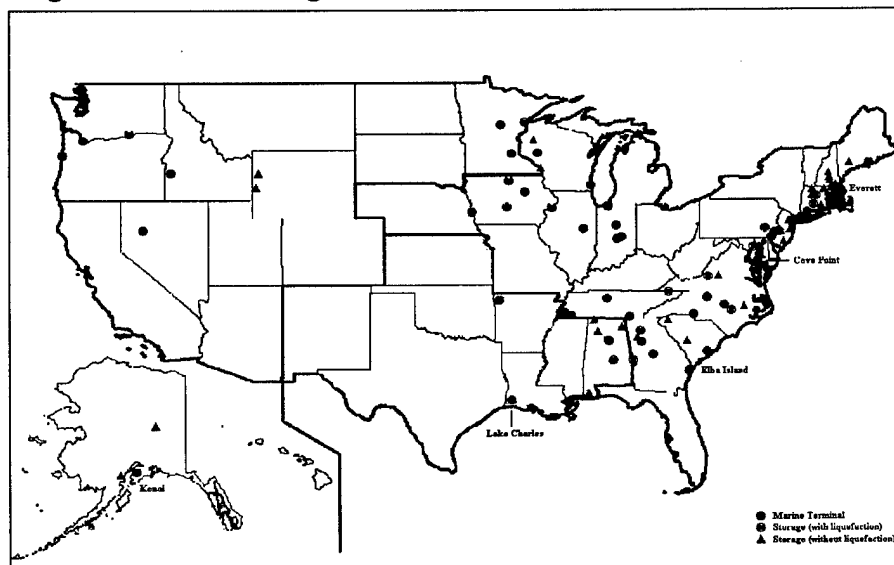 Everett
Cove Point
Elba Island
Lake Charles
Kenai
Marine Terminal
Storage (with liquefaction)
Storage (without liquefaction)